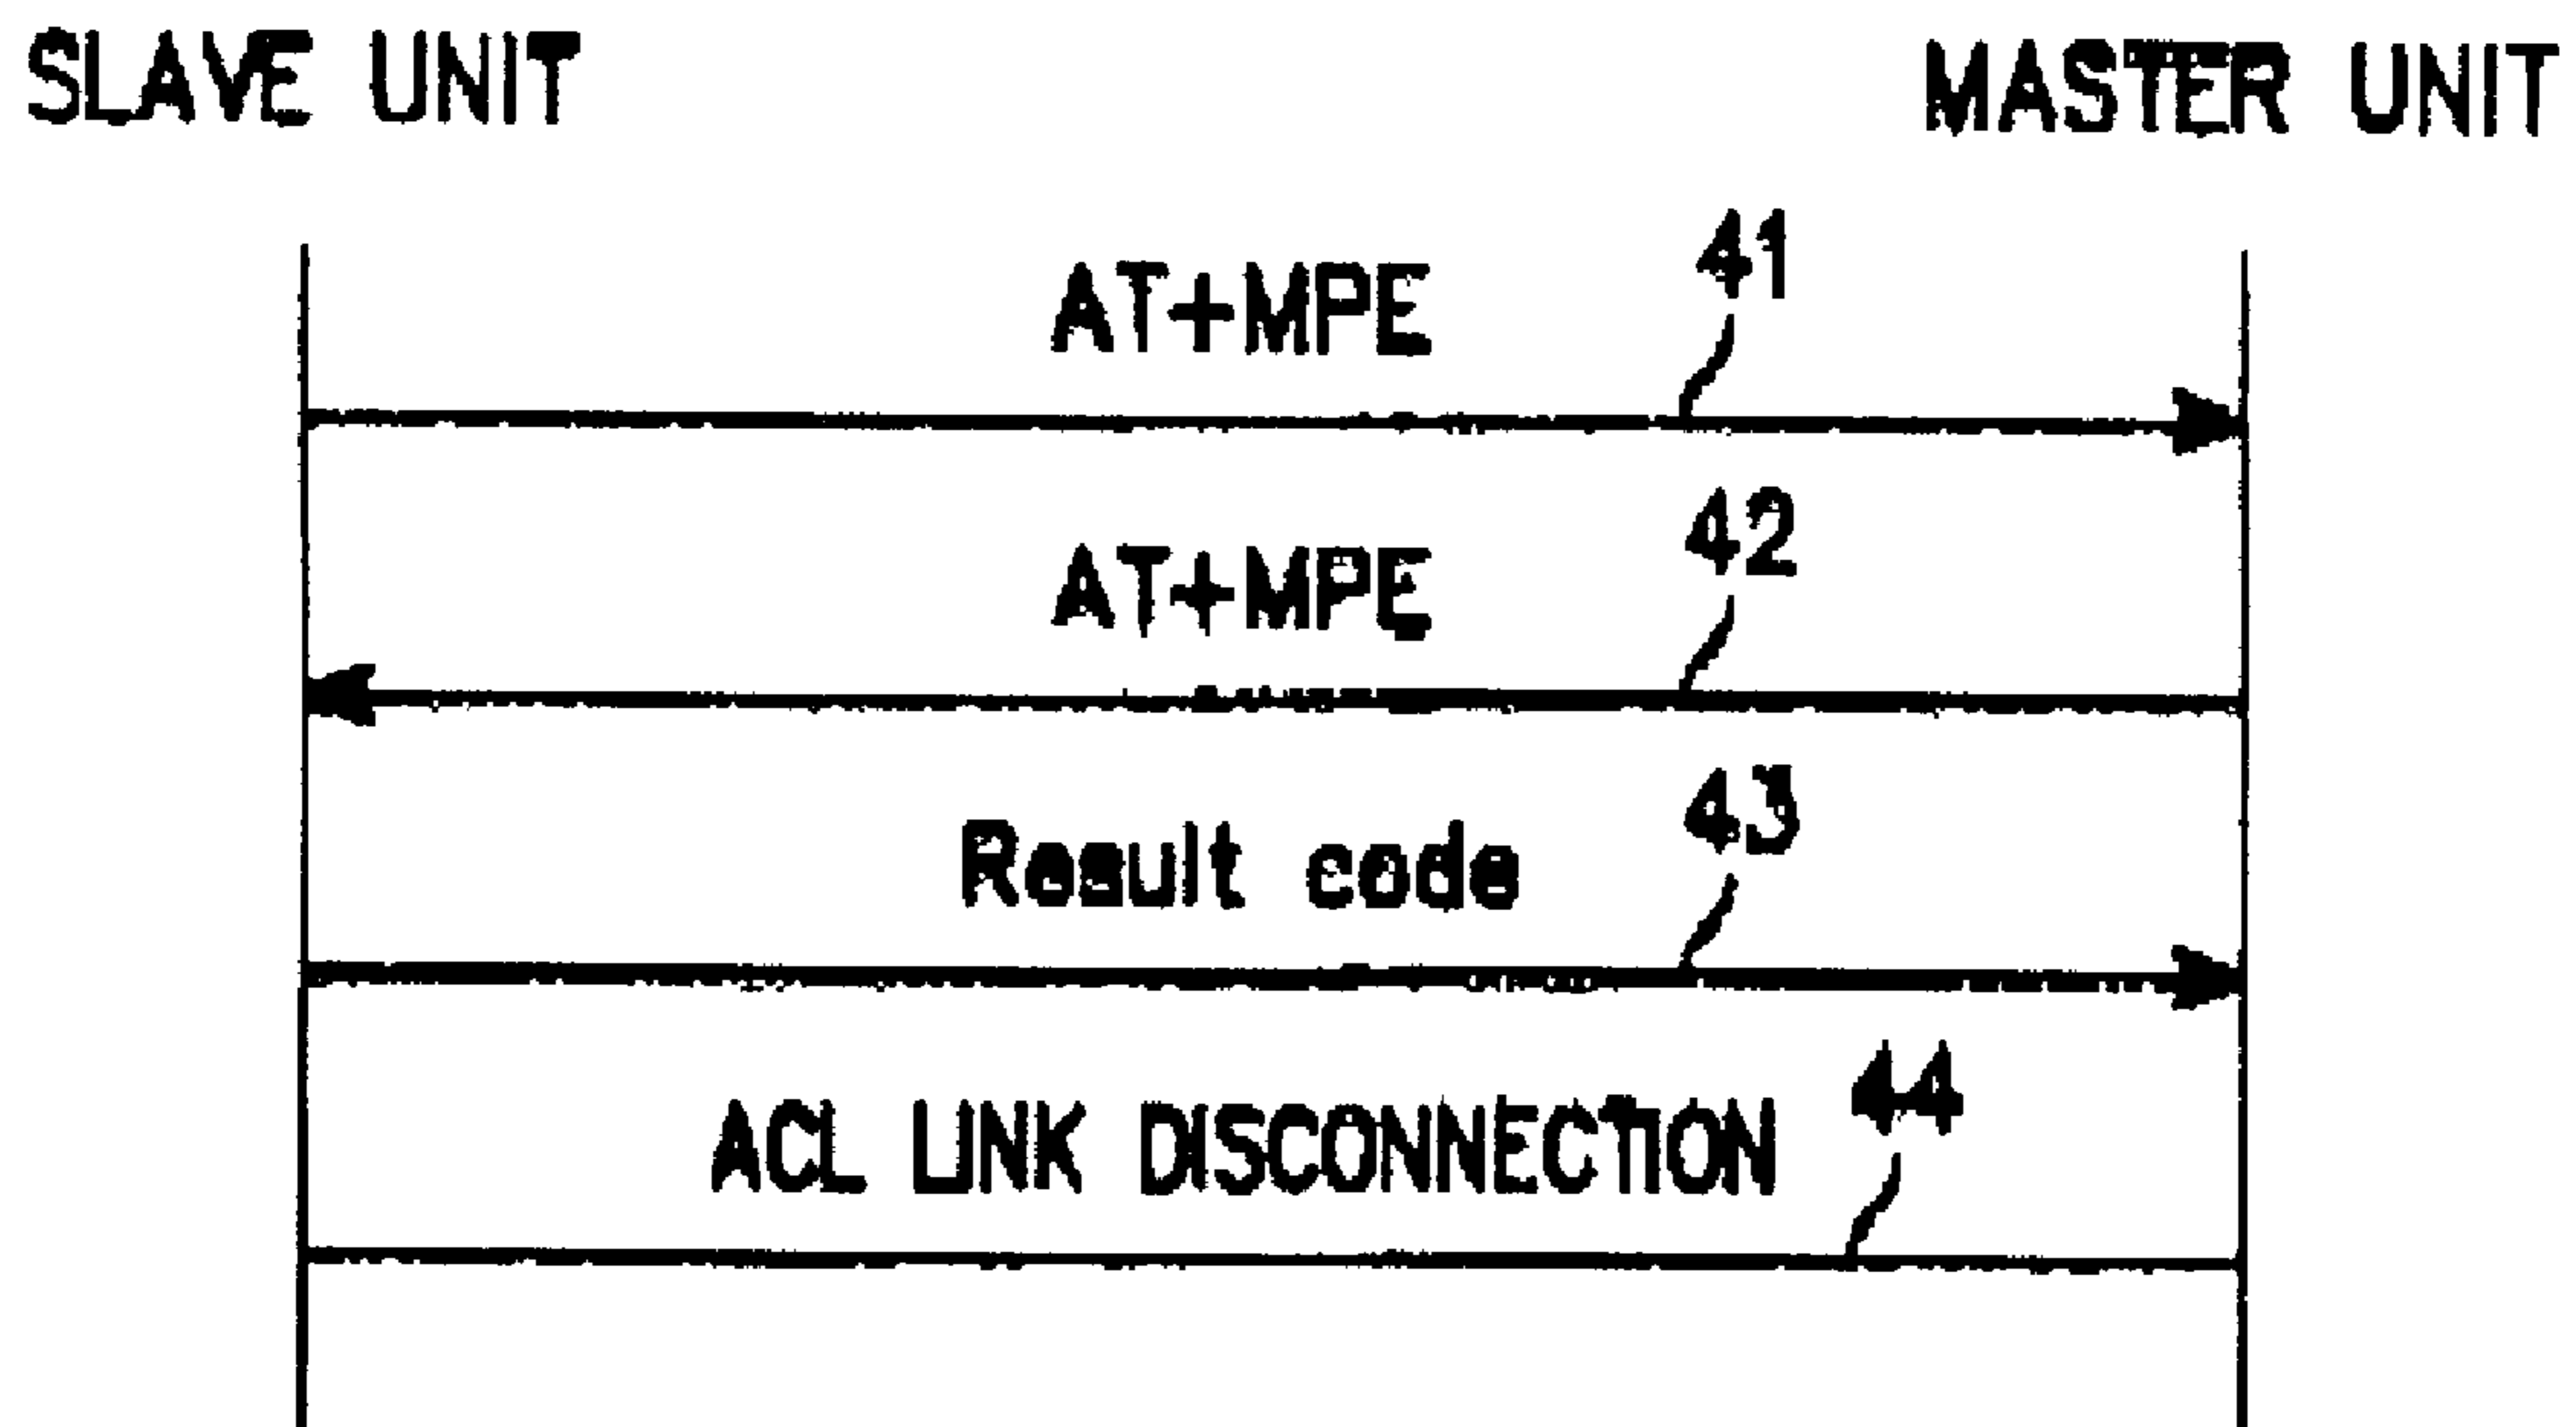 SLAVE UNIT
MASTER UNIT
41
AT+MPE
42
AT+MPE
43
Result code
44
ACL LINK DISCONNECTION